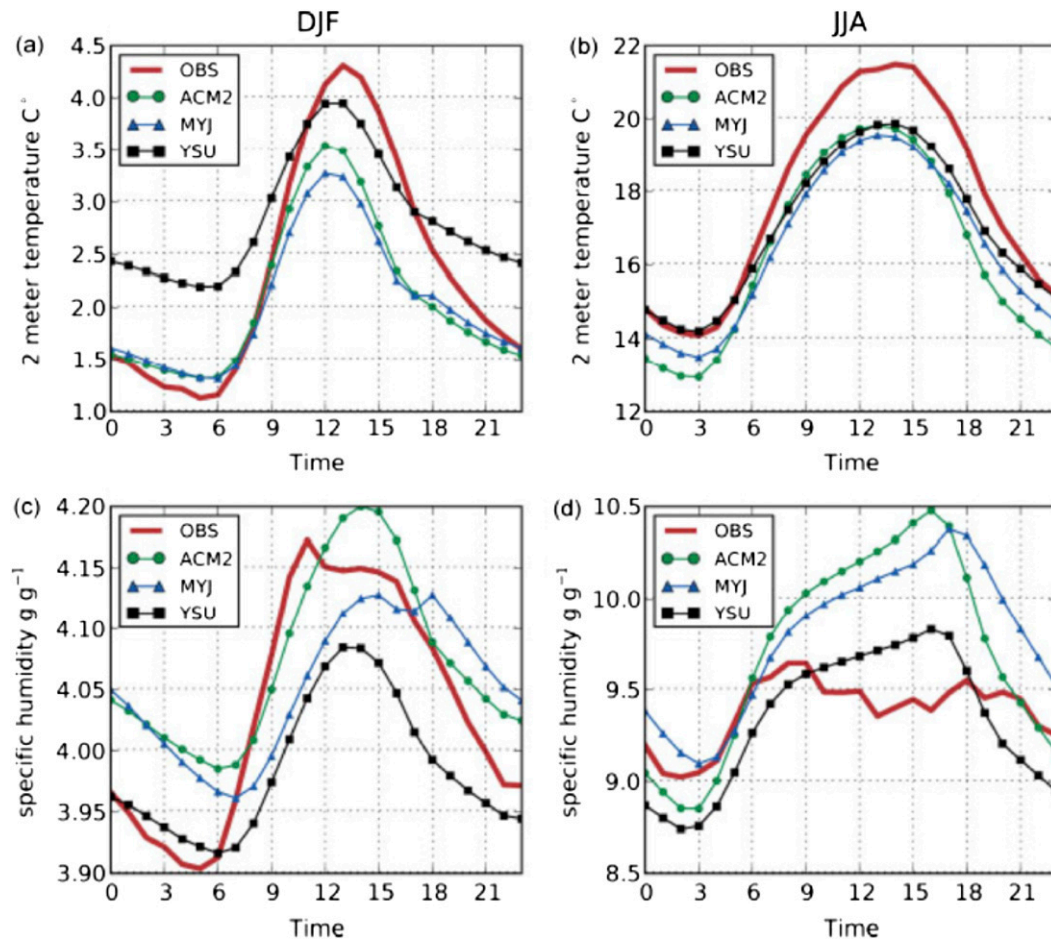 DJF
JJA
(a)
4.5
4.0
3.5
3.0
2.5
2.0
1.5
1.0
2 meter temperature C°
OBS
ACM2
MYJ
YSU
0 3 6 9 12 15 18 21
Time
(b)
22
20
18
16
14
12
2 meter temperature C°
OBS
ACM2
MYJ
YSU
0 3 6 9 12 15 18 21
Time
(c)
4.20
4.15
4.10
4.05
4.00
3.95
3.90
specific humidity g g⁻¹
OBS
ACM2
MYJ
YSU
0 3 6 9 12 15 18 21
Time
(d)
10.5
10.0
9.5
9.0
8.5
specific humidity g g⁻¹
OBS
ACM2
MYJ
YSU
0 3 6 9 12 15 18 21
Time